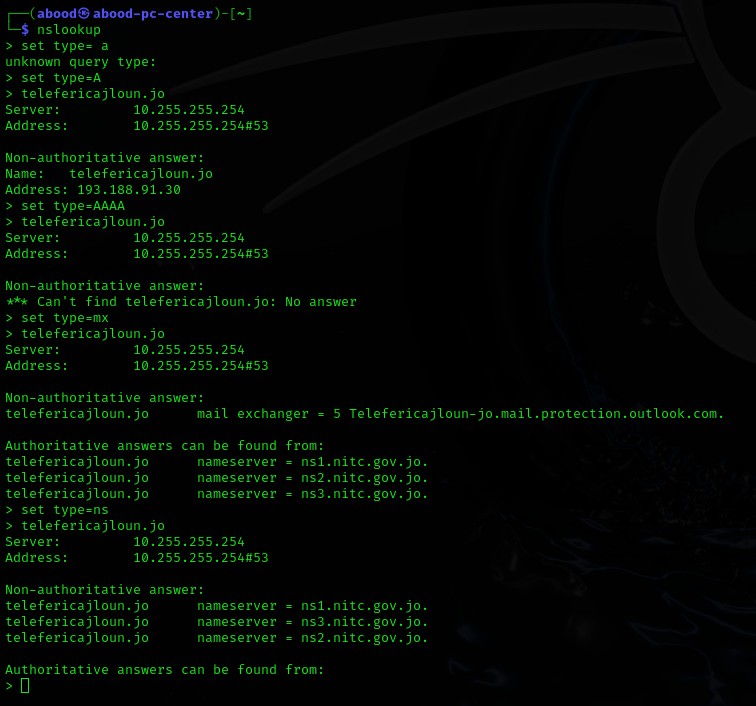 ┌──(abood㉿abood-pc-center)-[~]
└─$ nslookup
> set type= a
unknown query type:
> set type=A
> telefericajloun.jo
Server:         10.255.255.254
Address:        10.255.255.254#53

Non-authoritative answer:
Name:   telefericajloun.jo
Address: 193.188.91.30
> set type=AAAA
> telefericajloun.jo
Server:         10.255.255.254
Address:        10.255.255.254#53

Non-authoritative answer:
*** Can't find telefericajloun.jo: No answer
> set type=mx
> telefericajloun.jo
Server:         10.255.255.254
Address:        10.255.255.254#53

Non-authoritative answer:
telefericajloun.jo      mail exchanger = 5 Telefericajloun-jo.mail.protection.outlook.com.

Authoritative answers can be found from:
telefericajloun.jo      nameserver = ns1.nitc.gov.jo.
telefericajloun.jo      nameserver = ns2.nitc.gov.jo.
telefericajloun.jo      nameserver = ns3.nitc.gov.jo.
> set type=ns
> telefericajloun.jo
Server:         10.255.255.254
Address:        10.255.255.254#53

Non-authoritative answer:
telefericajloun.jo      nameserver = ns1.nitc.gov.jo.
telefericajloun.jo      nameserver = ns3.nitc.gov.jo.
telefericajloun.jo      nameserver = ns2.nitc.gov.jo.

Authoritative answers can be found from:
>